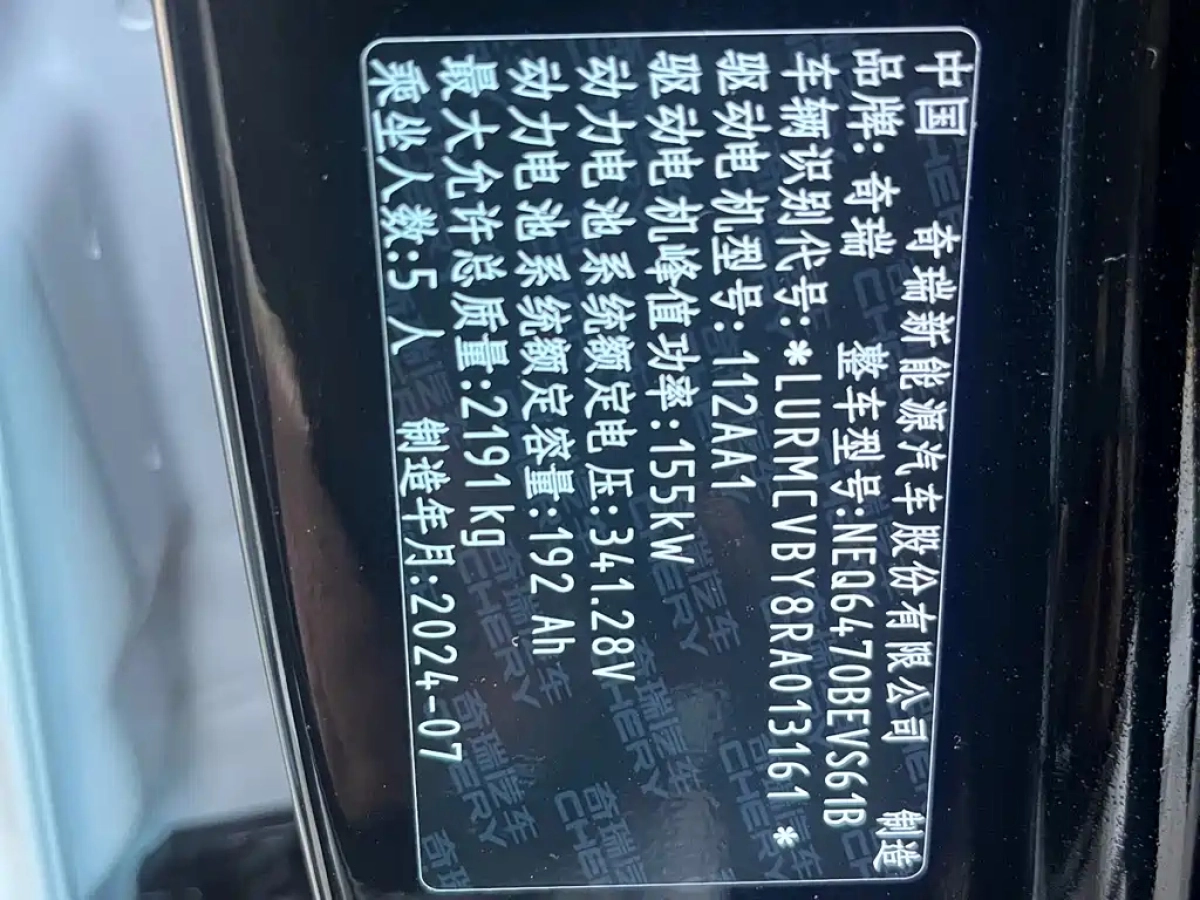 中国 奇瑞新能源汽车股份有限公司 制造
品牌: 奇瑞 整车型号:NEQ6470BEVS61B
车辆识别代号:*LURMCVBY8RA013161*
驱动电机型号:112AA1
驱动电机峰值功率:155kW
动力电池系统额定电压:341.28V
动力电池系统额定容量:192Ah
最大允许总质量:2191kg
乘坐人数:5人 制造年月:2024-07